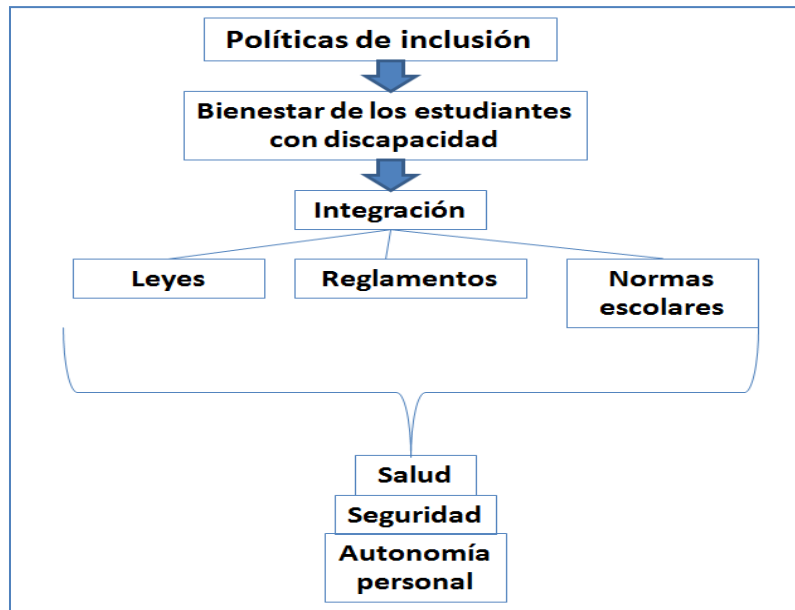 Políticas de inclusión
Bienestar de los estudiantes
con discapacidad
Integración
Leyes
Reglamentos
Normas
escolares
Salud
Seguridad
Autonomía
personal